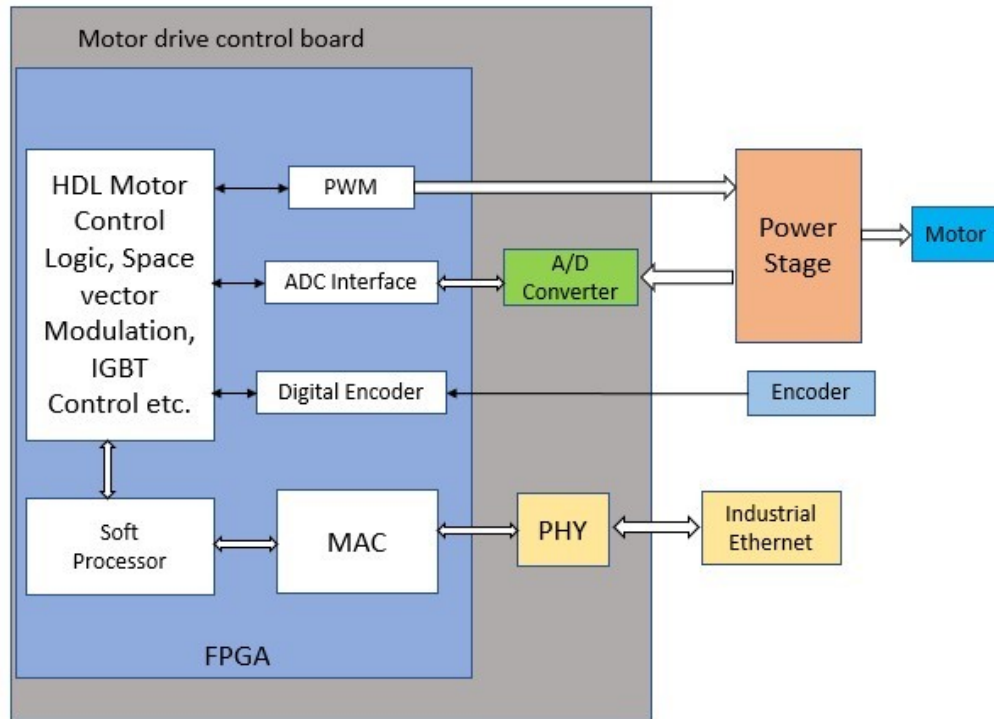 Motor drive control board
HDL Motor
Control
Logic, Space
vector
Modulation,
IGBT
Control etc.
PWM
ADC Interface
A/D
Converter
Power
Stage
Motor
Digital Encoder
Encoder
Soft
Processor
MAC
PHY
Industrial
Ethernet
FPGA